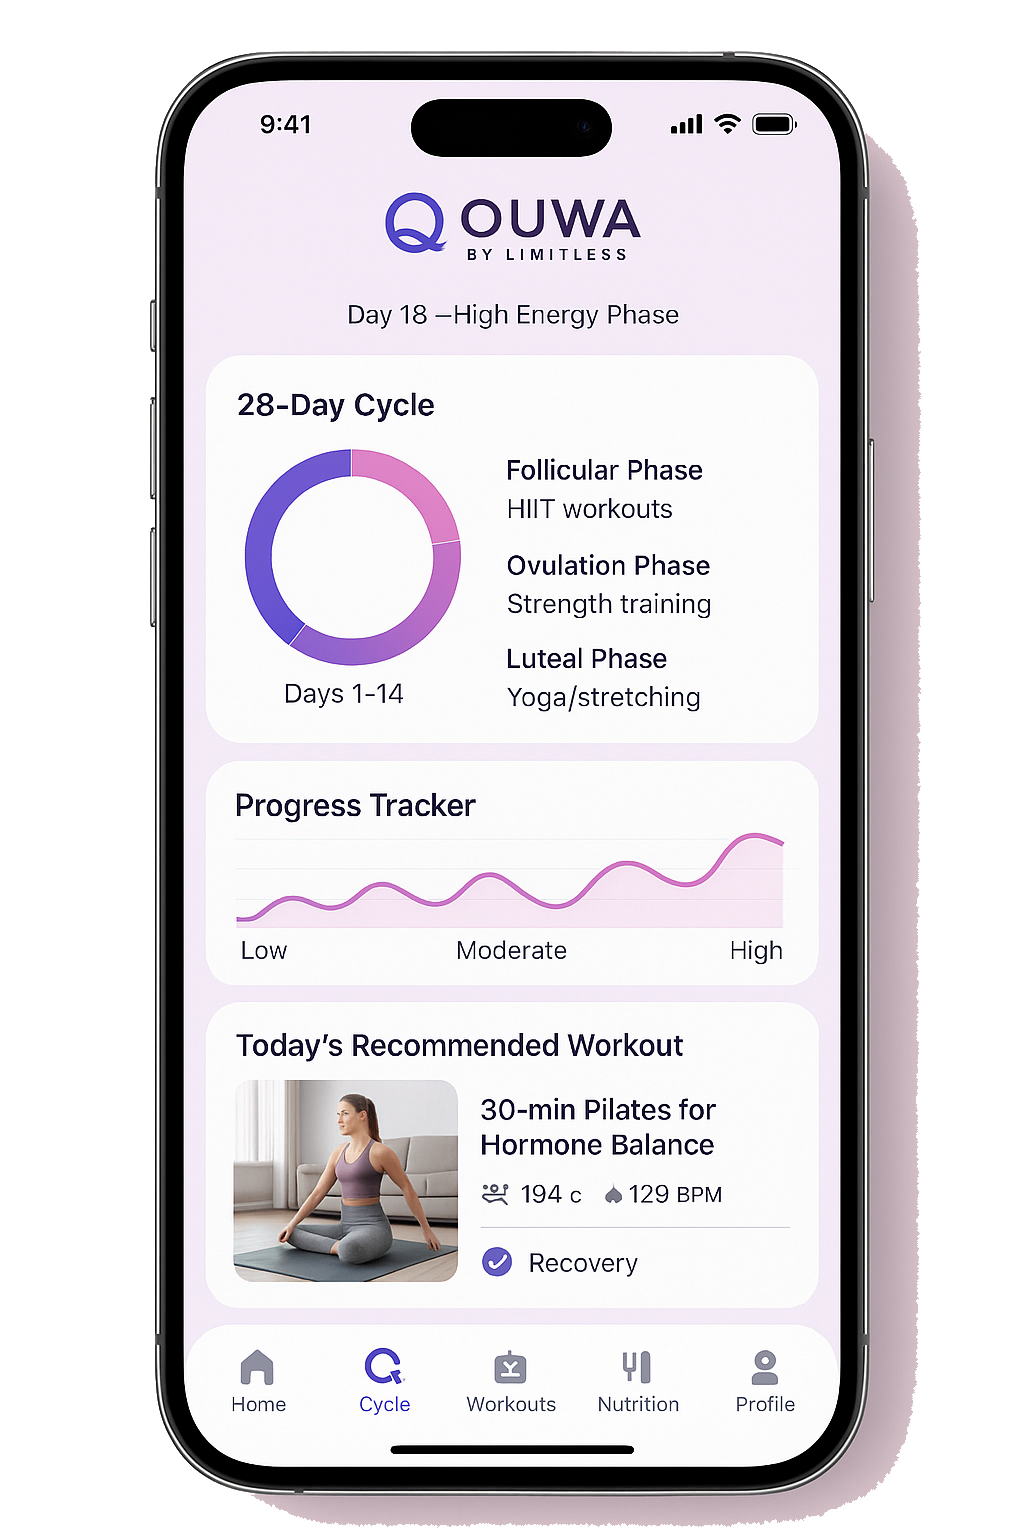 9:41
OUWA
BY LIMITLESS
Day 18 –High Energy Phase
28-Day Cycle
Follicular Phase
HIIT workouts
Ovulation Phase
Strength training
Luteal Phase
Yoga/stretching
Days 1-14
Progress Tracker
Low Moderate High
Today's Recommended Workout
30-min Pilates for
Hormone Balance
194 c 129 BPM
Recovery
Home Cycle Workouts Nutrition Profile